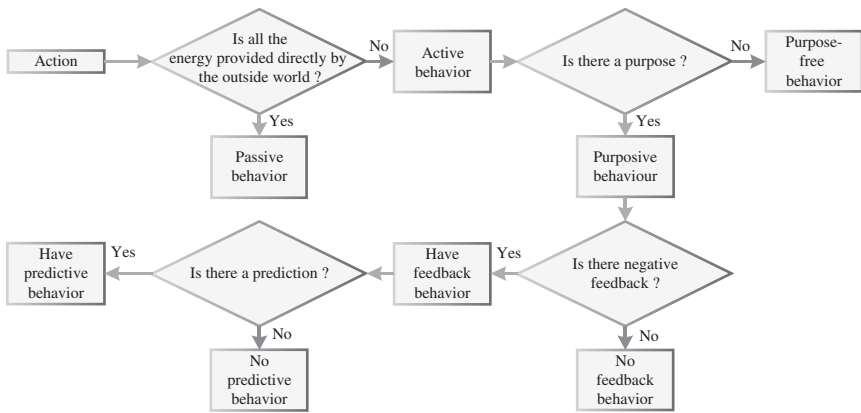 Action
Is all the
energy provided directly by
the outside world ?
No
Active
behavior
Is there a purpose ?
No
Purpose-
free
behavior
Yes
Passive
behavior
Yes
Purposive
behaviour
Is there negative
feedback ?
Yes
Have
feedback
behavior
Is there a prediction ?
Yes
Have
predictive
behavior
No
No
predictive
behavior
No
No
feedback
behavior